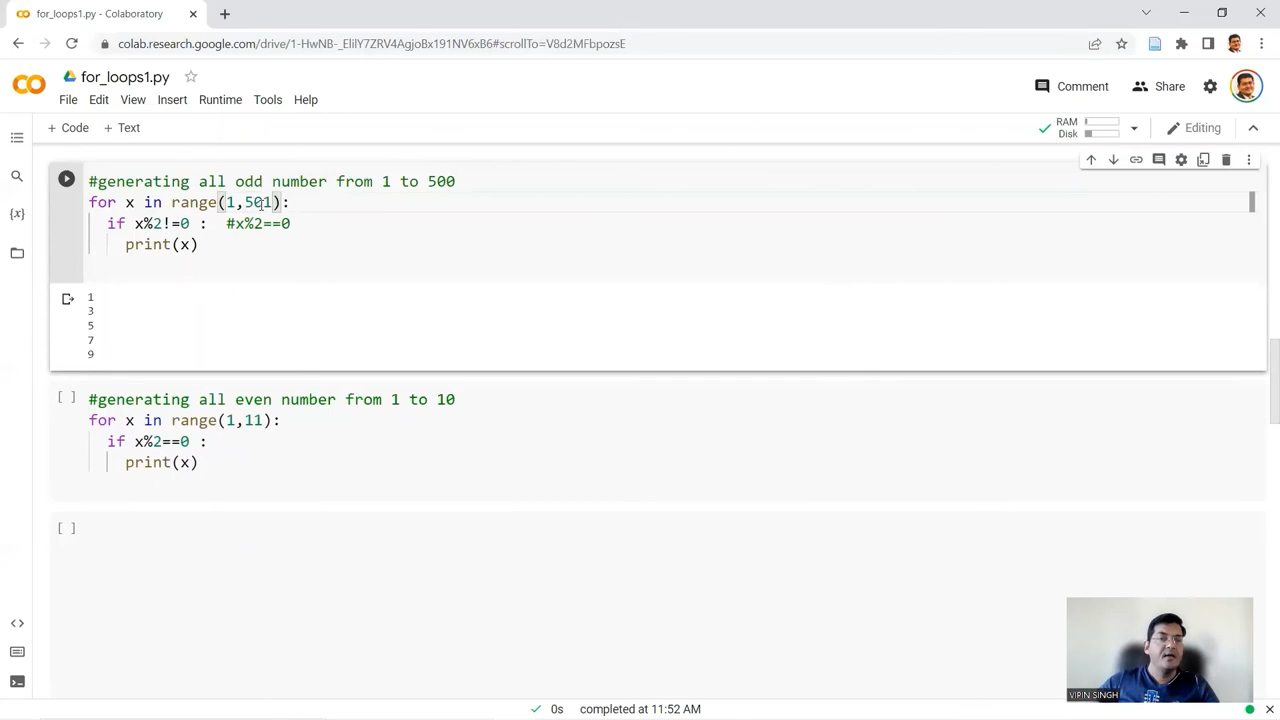 for_loops1.py - Colaboratory
colab.research.google.com/drive/1-HwNB-_ElilY7ZRV4AgjoBx191NV6xB6#scrollTo=V8d2MFbpozsE
for_loops1.py
Comment
Share
File Edit View Insert Runtime Tools Help
+ Code + Text
RAM
Disk
Editing
#generating all odd number from 1 to 500
for x in range(1,501):
if x%2!=0 : #x%2==0
print(x)
1
3
5
7
9
[ ] #generating all even number from 1 to 10
for x in range(1,11):
if x%2==0 :
print(x)
[ ]
{x}
VIPIN SINGH
0s completed at 11:52 AM